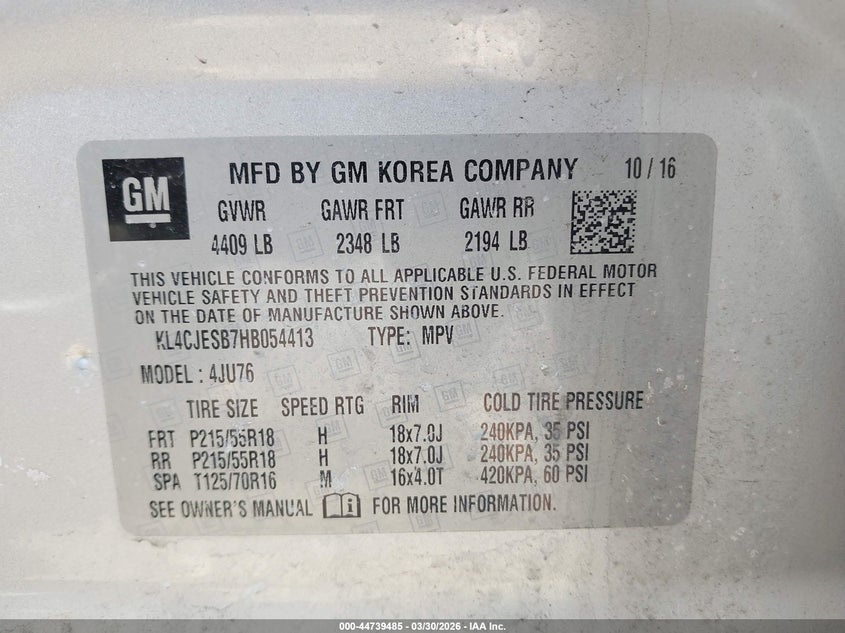 GM MFD BY GM KOREA COMPANY 10 / 16
GVWR GAWR FRT GAWR RR
4409 LB 2348 LB 2194 LB
THIS VEHICLE CONFORMS TO ALL APPLICABLE U.S. FEDERAL MOTOR
VEHICLE SAFETY AND THEFT PREVENTION STANDARDS IN EFFECT
ON THE DATE OF MANUFACTURE SHOWN ABOVE.
KL4CJESB7HB054413 TYPE: MPV
MODEL : 4JU76
TIRE SIZE SPEED RTG RIM COLD TIRE PRESSURE
FRT P215/55R18 H 18x7.0J 240KPA, 35 PSI
RR P215/55R18 H 18x7.0J 240KPA, 35 PSI
SPA T125/70R16 M 16x4.0T 420KPA, 60 PSI
SEE OWNER'S MANUAL FOR MORE INFORMATION.
000-44739485 - 03/30/2026 - IAA Inc.